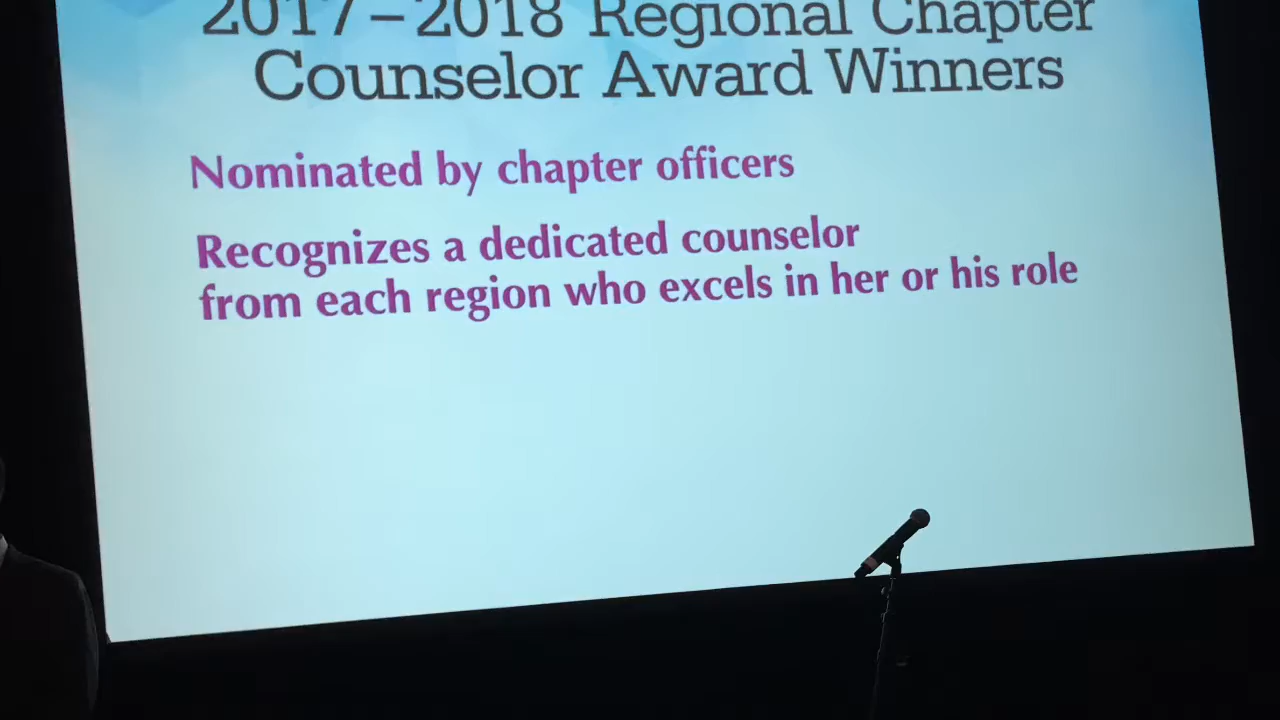 2017–2018 Regional Chapter
Counselor Award Winners
Nominated by chapter officers
Recognizes a dedicated counselor
from each region who excels in her or his role